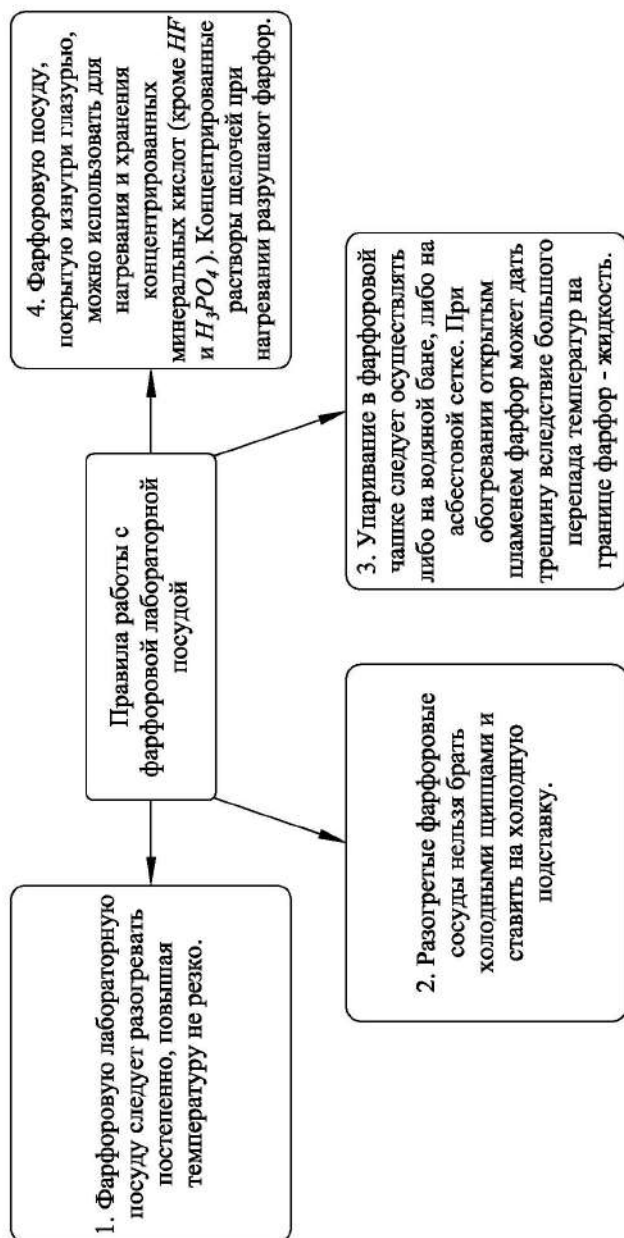 Правила работы с
фарфоровой лабораторной
посудой
1. Фарфоровую лабораторную
посуду следует разогревать
постепенно, повышая
температуру не резко.
2. Разогретые фарфоровые
сосуды нельзя брать
холодными щипцами и
ставить на холодную
подставку.
3. Упаривание в фарфоровой
чашке следует осуществлять
либо на водяной бане, либо на
асбестовой сетке. При
обогревании открытым
пламенем фарфор может дать
трещину вследствие большого
перепада температур на
границе фарфор - жидкость.
4. Фарфоровую посуду,
покрытую изнутри глазурью,
можно использовать для
нагревания и хранения
концентрированных
минеральных кислот (кроме HF
и H₃PO₄). Концентрированные
растворы щелочей при
нагревании разрушают фарфор.